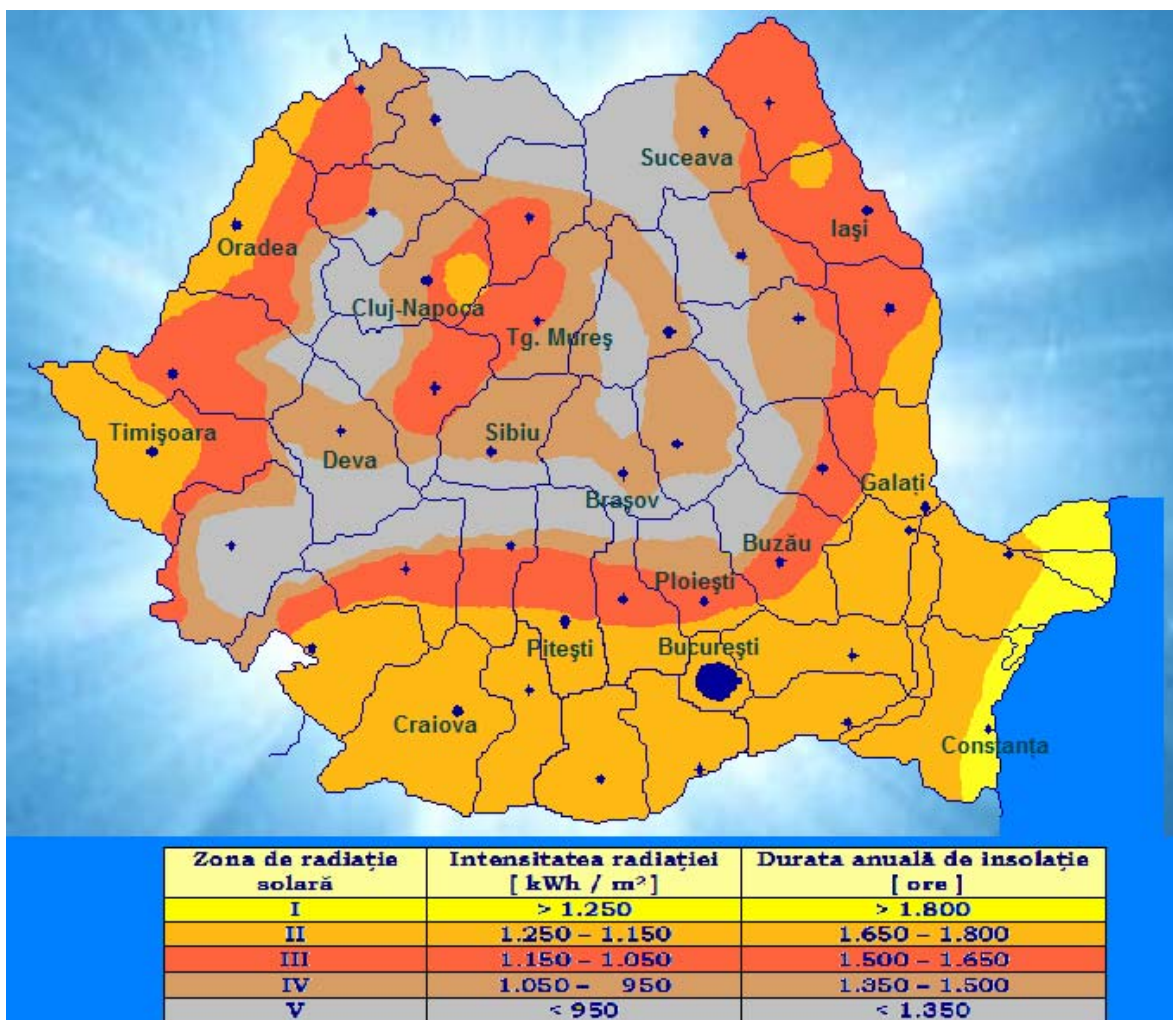 Suceava
Iaşi
Oradea
Cluj-Napoca
Tg. Mureş
Timişoara
Sibiu
Deva
Galaţi
Braşov
Buzău
Ploieşti
Piteşti
Bucureşti
Craiova
Constanţa
Zona de radiaţie solară
Intensitatea radiaţiei [ kWh / m² ]
Durata anuală de insolaţie [ ore ]
I > 1.250 > 1.800
II 1.250 – 1.150 1.650 – 1.800
III 1.150 – 1.050 1.500 – 1.650
IV 1.050 – 950 1.350 – 1.500
V < 950 < 1.350